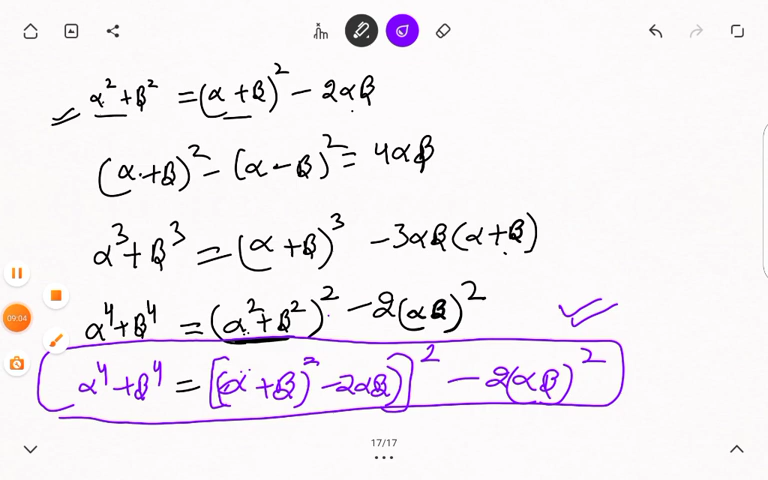 α² + β² = (α + β)² − 2αβ
(α + β)² − (α − β)² = 4αβ
α³ + β³ = (α + β)³ − 3αβ(α + β)
α⁴ + β⁴ = (α² + β²)² − 2(αβ)²
α⁴ + β⁴ = [(α + β)² − 2αβ)]² − 2(αβ)²
09:04
17/17